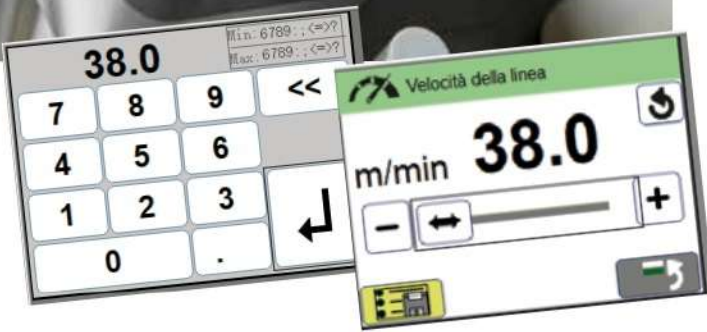 38.0
Min: 6789:;<=>?
Max: 6789:;<=>?
7 8 9 <<
4 5 6
1 2 3
0 .
Velocità della linea
m/min 38.0
- +